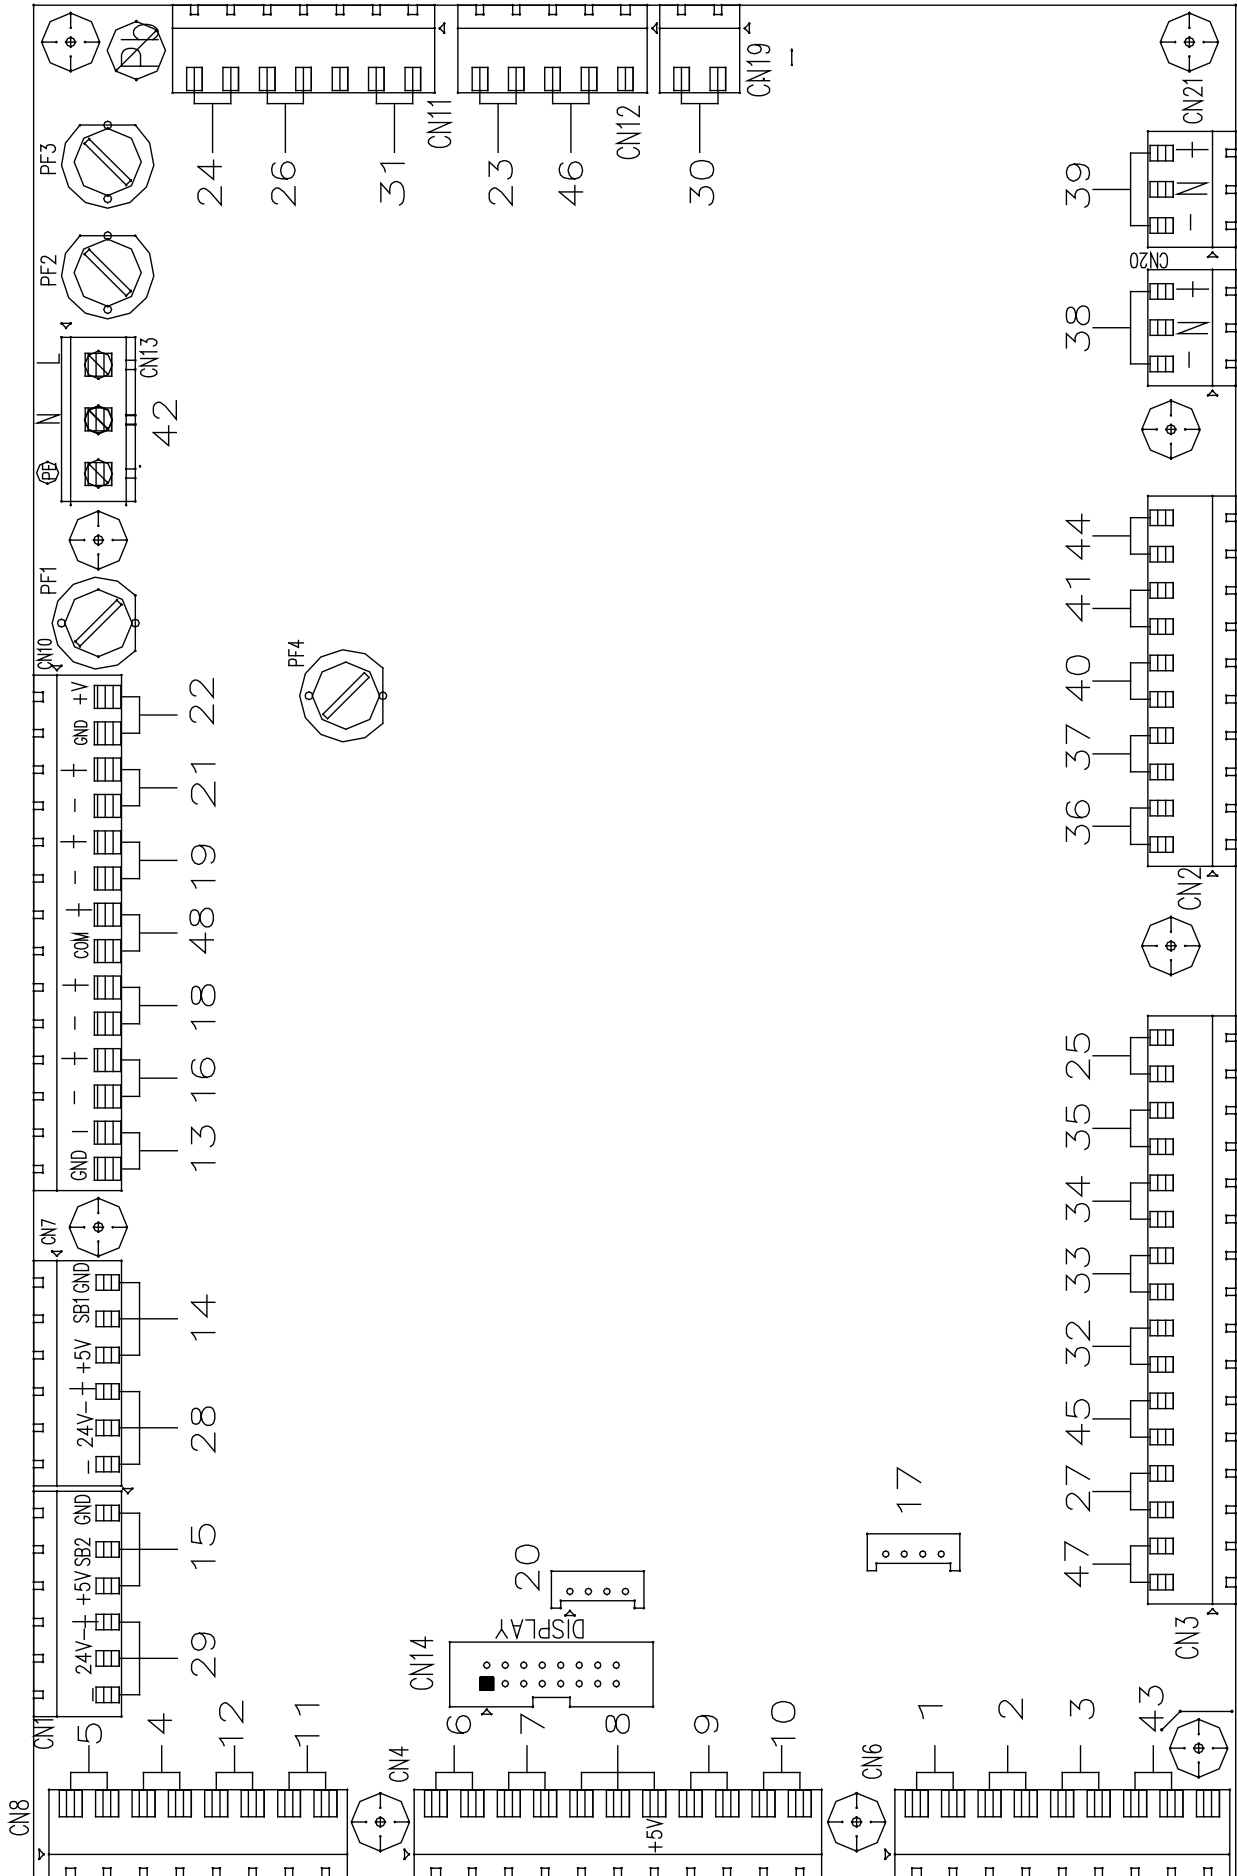 Pb
PF3
PF2
L
N
PE
CN13
42
PF1
CN10
PF4
24
26
31
CN11
23
46
CN12
30
CN19
CN21
+
N
-
39
CN20
+
N
-
38
44
41
40
37
36
CN2
+V
GND
22
+
-
21
+
-
19
+
COM
48
+
-
18
+
-
16
-
GND
13
CN7
GND
SB1
+5V
14
+
24V-
-
28
GND
SB2
+5V
15
+
24V-
-
29
CN1
25
35
34
33
32
45
27
47
CN3
17
20
DISPLAY
CN14
5
4
12
11
CN8
6
7
8
9
10
CN4
+5V
1
2
3
43
CN6